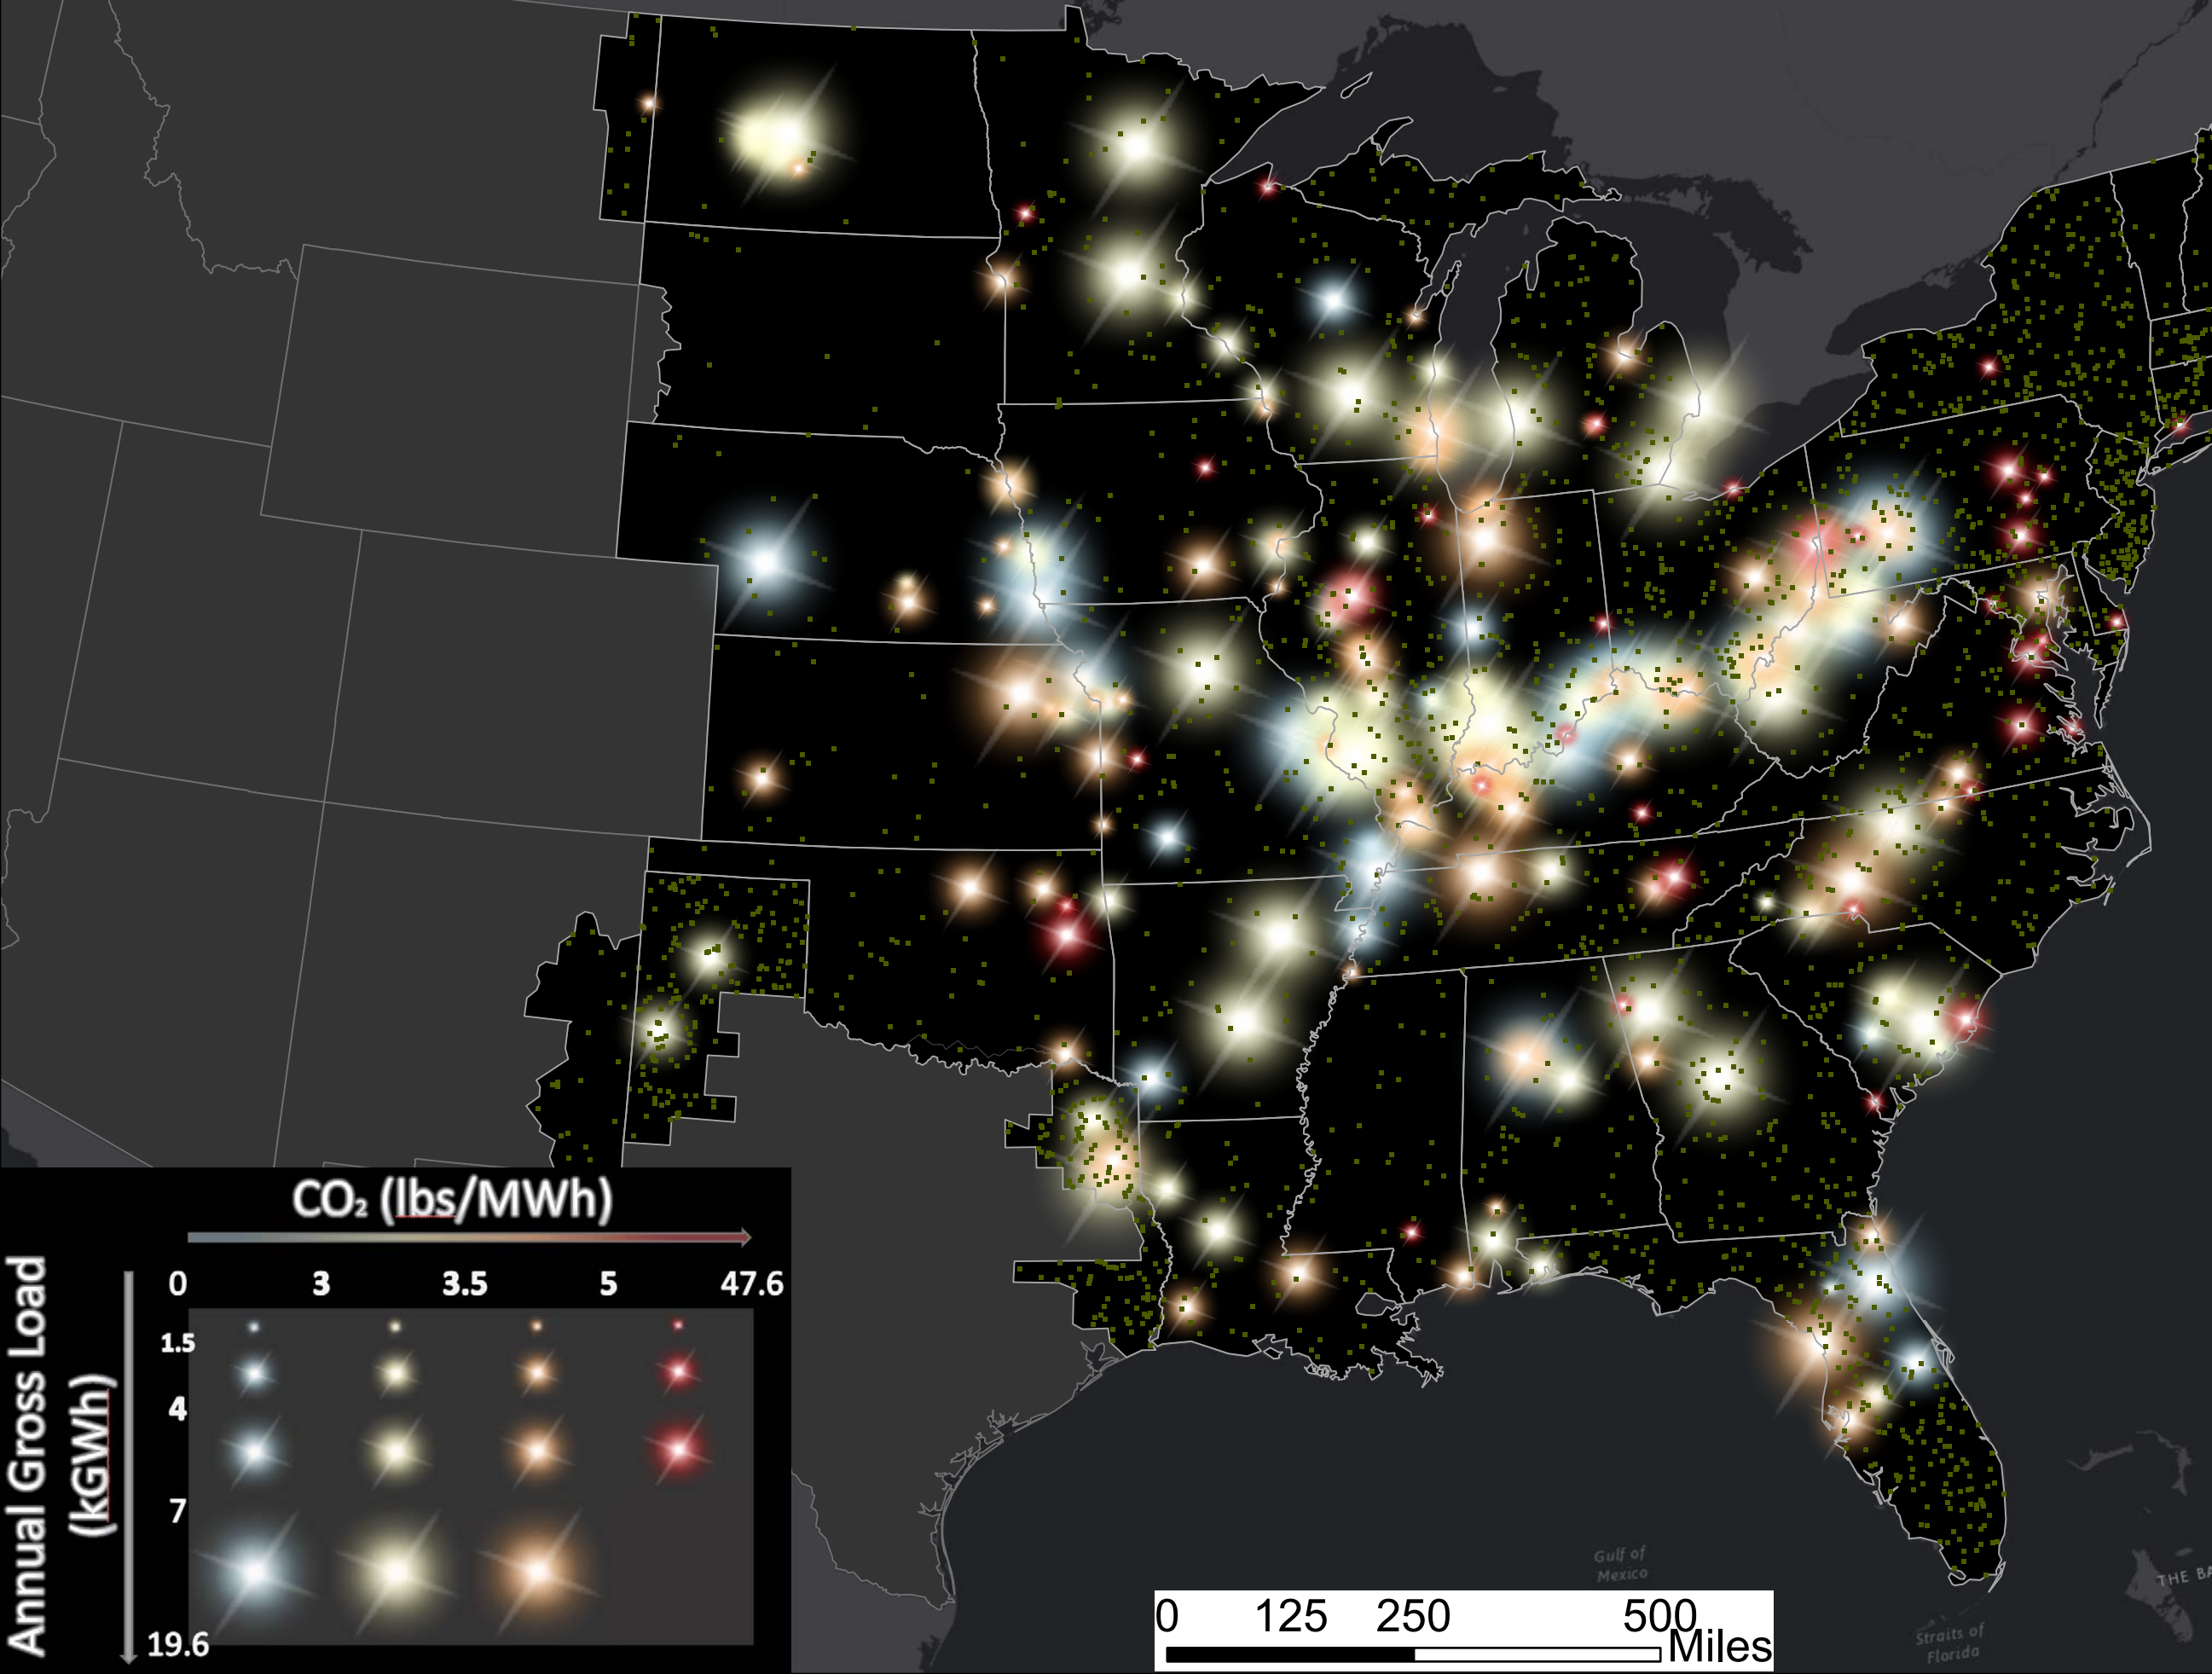 CO₂ (lbs/MWh)
0 3 3.5 5 47.6
Annual Gross Load
(kGWh)
1.5
4
7
19.6
0 125 250 500
Miles
Gulf of
Mexico
Straits of
Florida
THE BA